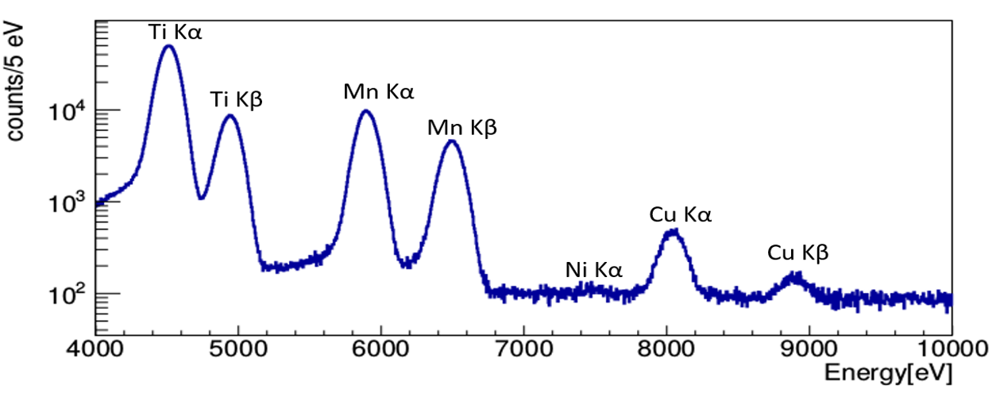 counts/5 eV
Ti Kα
Ti Kβ
Mn Kα
Mn Kβ
Cu Kα
Cu Kβ
Ni Kα
10⁴
10³
10²
4000 5000 6000 7000 8000 9000 10000
Energy[eV]